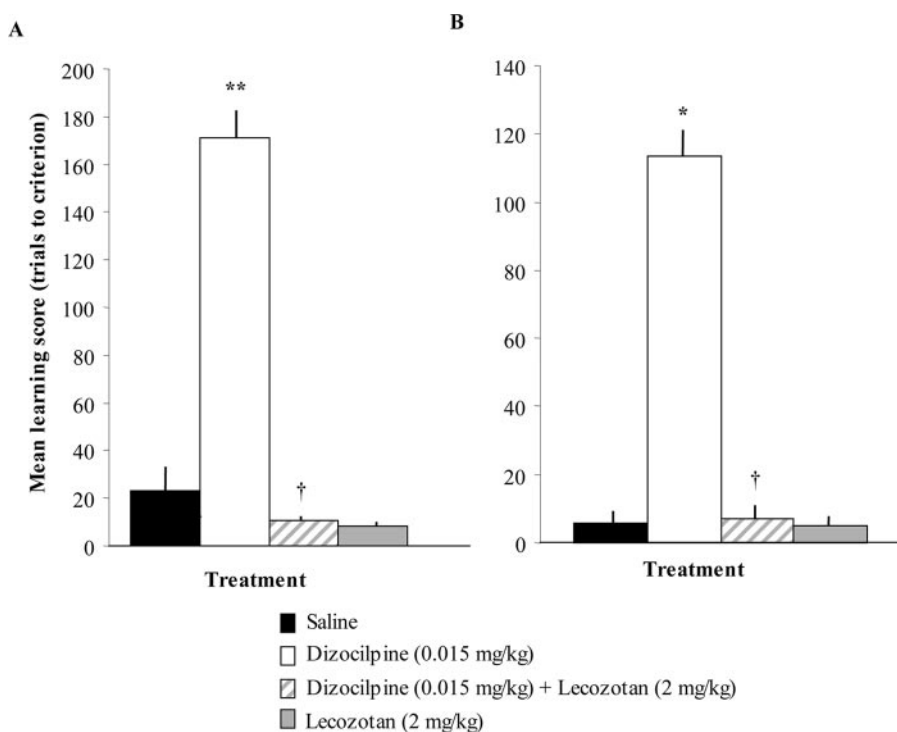 A
B
Mean learning score (trials to criterion)
200
180
160
140
120
100
80
60
40
20
0
**
†
Treatment
140
120
100
80
60
40
20
0
*
†
Treatment
Saline
Dizocilpine (0.015 mg/kg)
Dizocilpine (0.015 mg/kg) + Lecozotan (2 mg/kg)
Lecozotan (2 mg/kg)